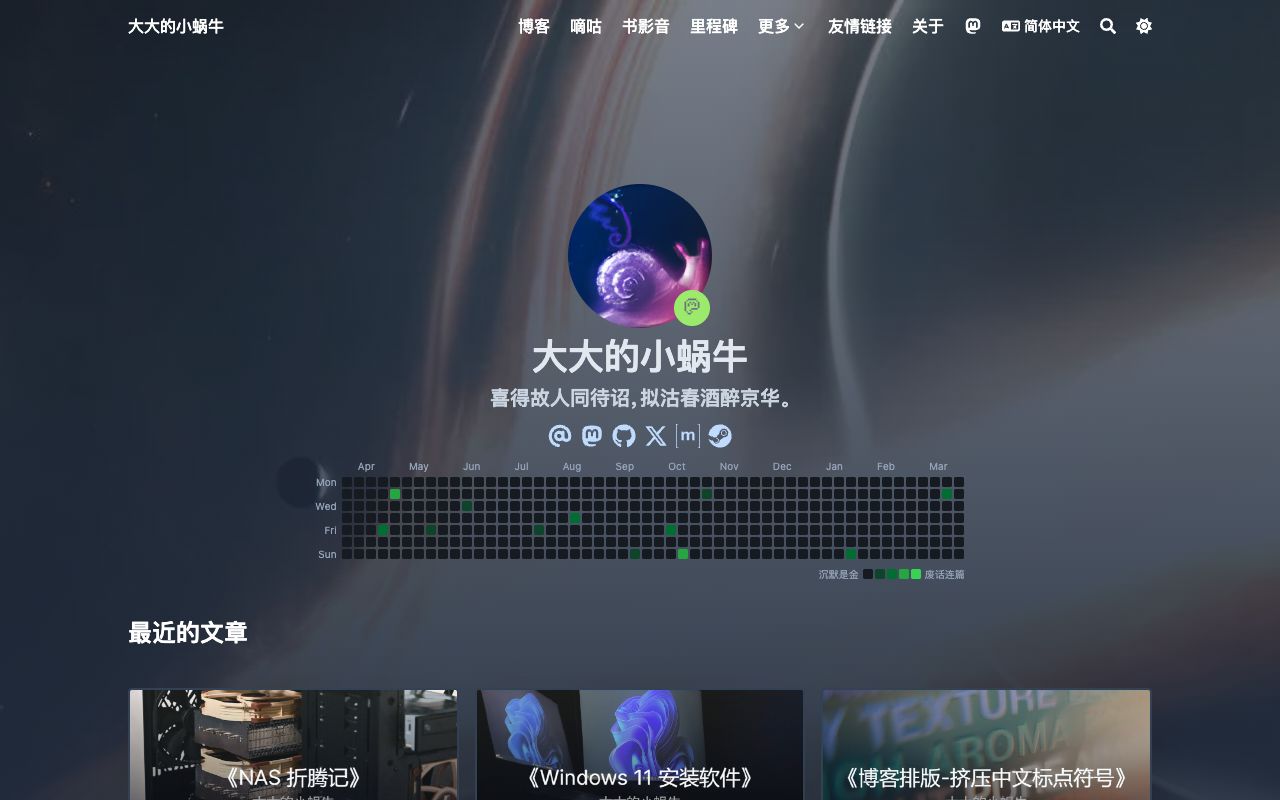 大大的小蜗牛
博客 嘀咕 书影音 里程碑 更多 友情链接 关于 简体中文
大大的小蜗牛
喜得故人同待诏，拟沽春酒醉京华。
Apr May Jun Jul Aug Sep Oct Nov Dec Jan Feb Mar
Mon
Wed
Fri
Sun
沉默是金 废话连篇
最近的文章
Y TEXTURE
AROMA
《NAS 折腾记》
《Windows 11 安装软件》
《博客排版-挤压中文标点符号》